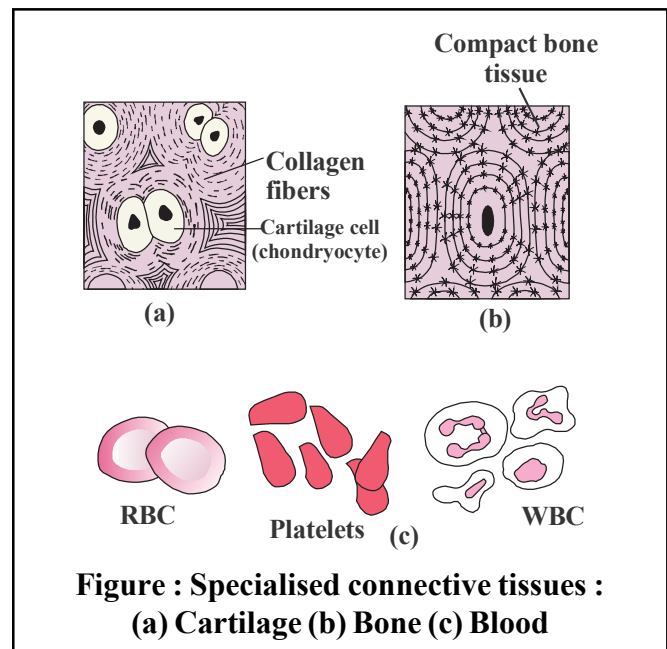 Compact bone
tissue
Collagen
fibers
Cartilage cell
(chondryocyte)
(a)
(b)
RBC
Platelets
(c)
WBC
Figure : Specialised connective tissues :
(a) Cartilage (b) Bone (c) Blood